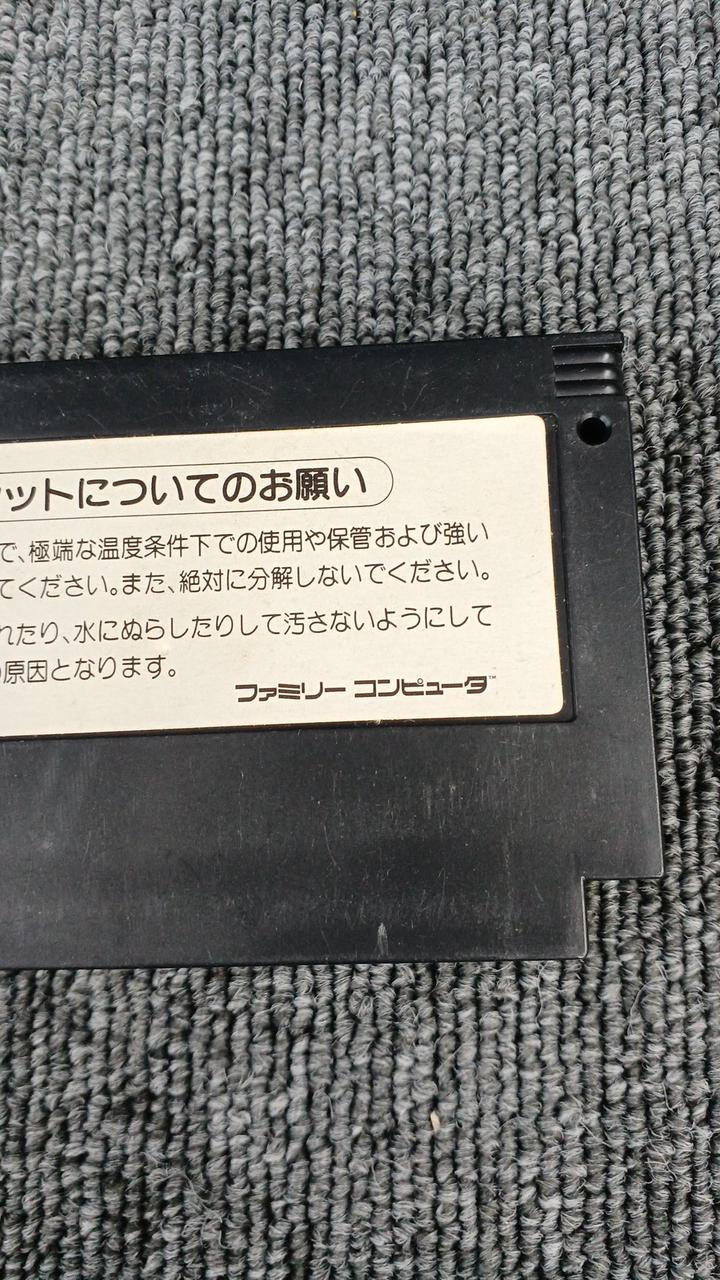 ットについてのお願い
で、極端な温度条件下での使用や保管および強い
てください。また、絶対に分解しないでください。
れたり、水にぬらしたりして汚さないようにして
原因となります。
ファミリー コンピュータ™